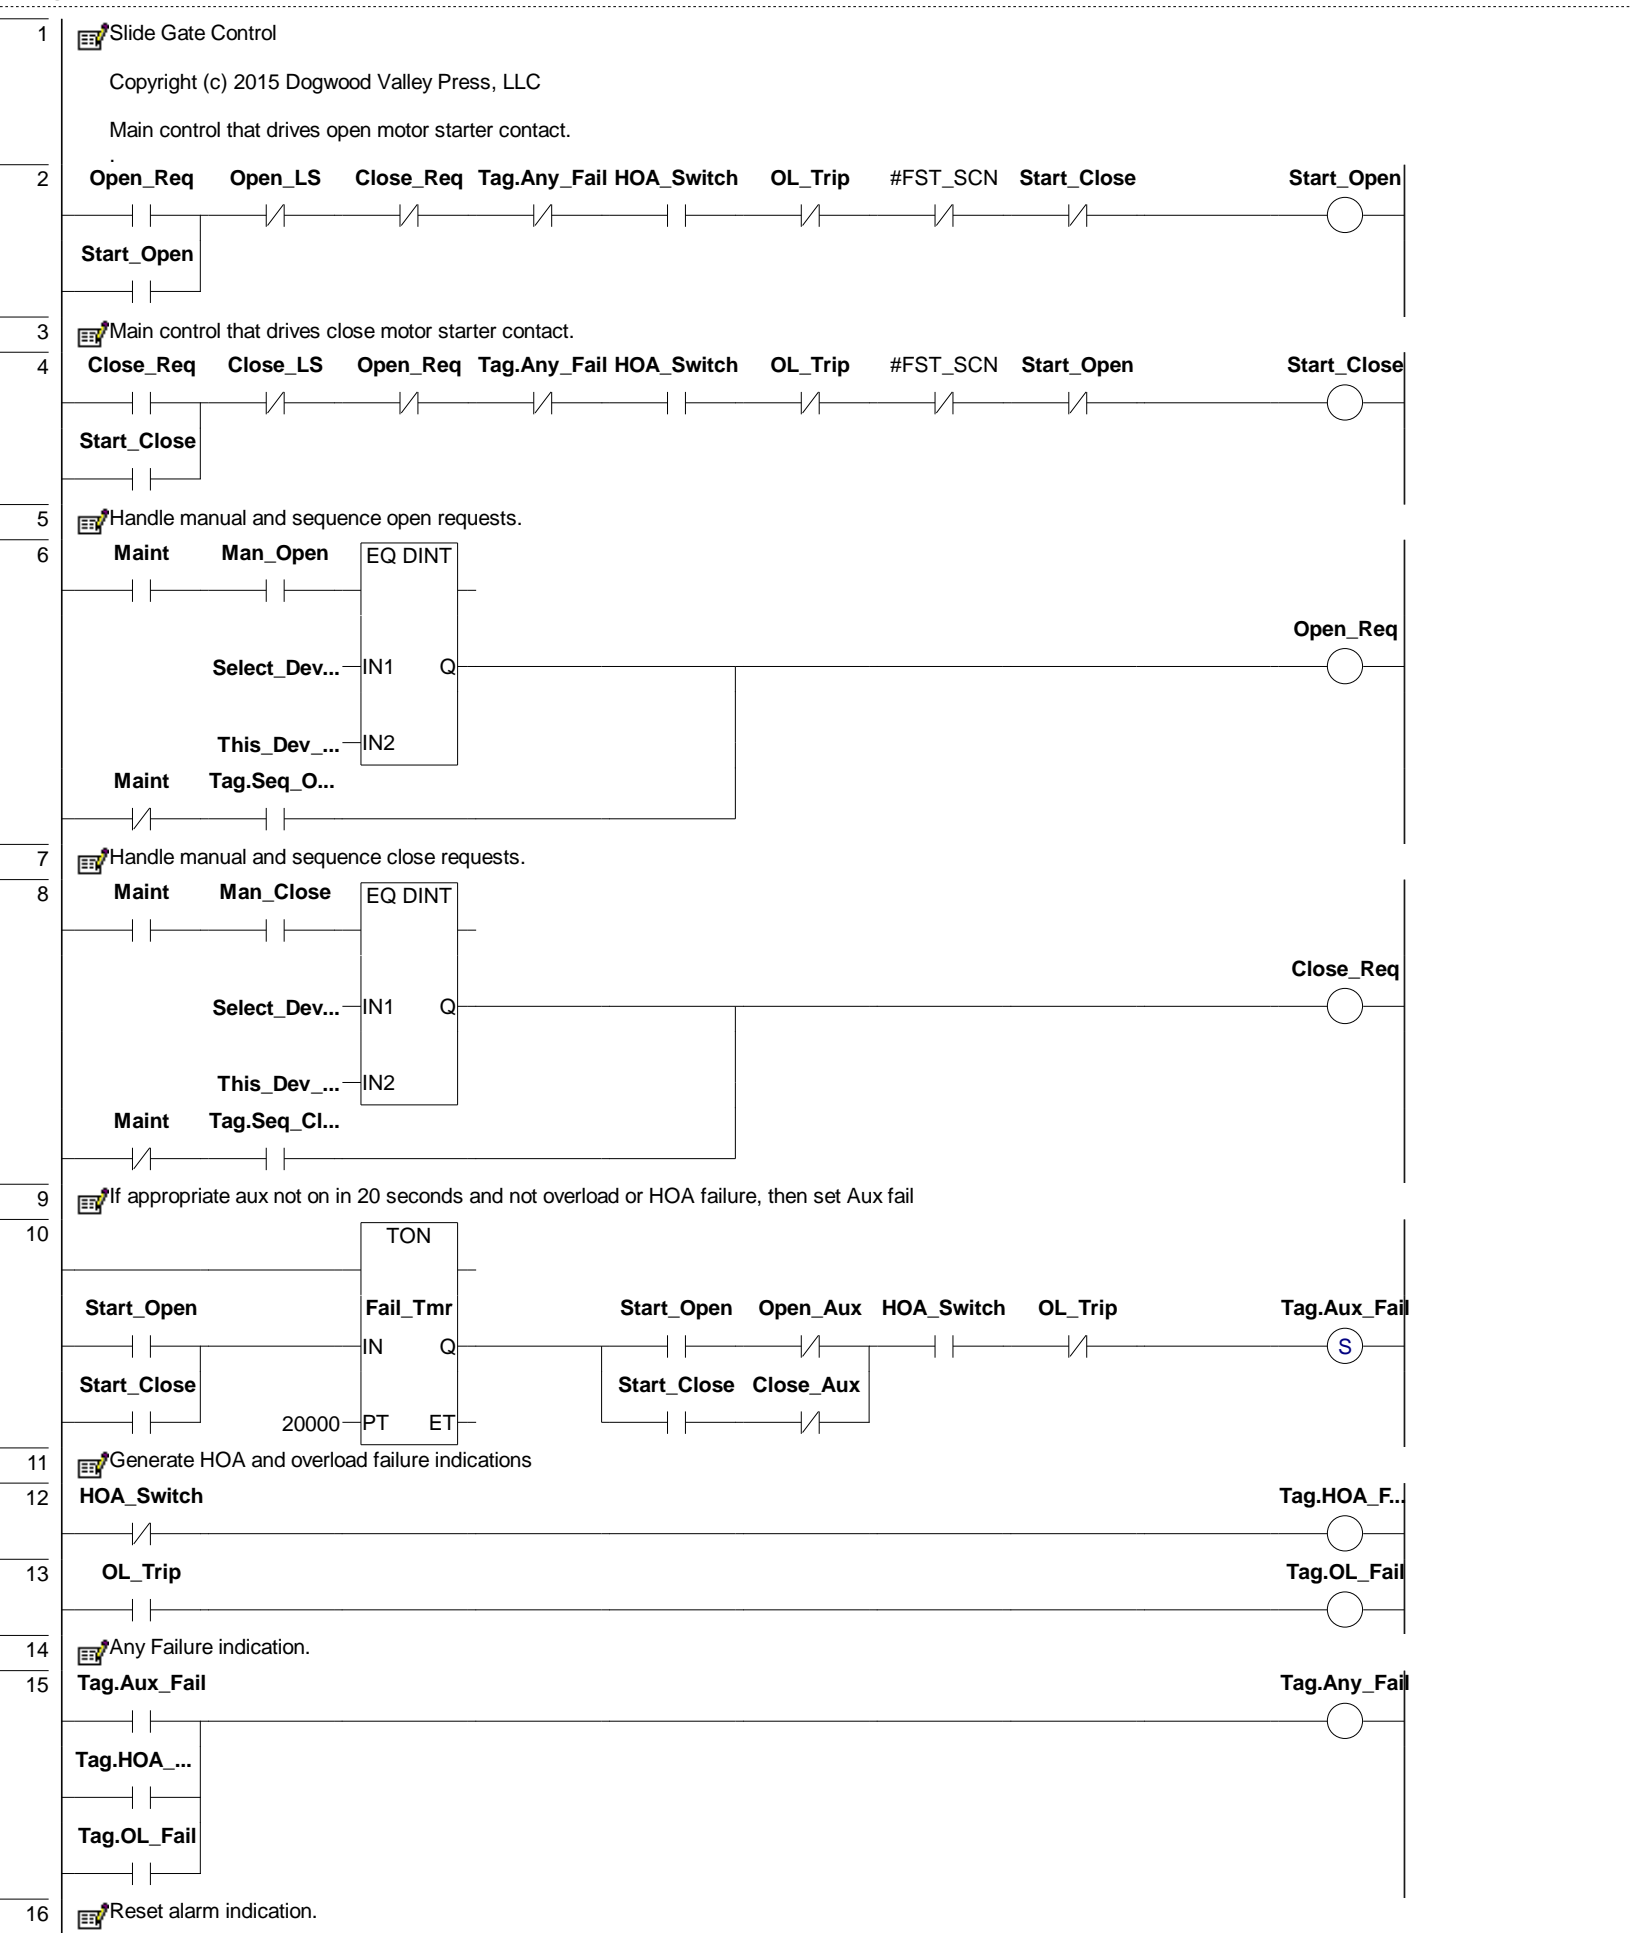 1 Slide Gate Control
Copyright (c) 2015 Dogwood Valley Press, LLC
Main control that drives open motor starter contact.
.
2 Open_Req Open_LS Close_Req Tag.Any_Fail HOA_Switch OL_Trip #FST_SCN Start_Close Start_Open
Start_Open
3 Main control that drives close motor starter contact.
4 Close_Req Close_LS Open_Req Tag.Any_Fail HOA_Switch OL_Trip #FST_SCN Start_Open Start_Close
Start_Close
5 Handle manual and sequence open requests.
6 Maint Man_Open EQ DINT
Open_Req
Select_Dev... IN1 Q
This_Dev_... IN2
Maint Tag.Seq_O...
7 Handle manual and sequence close requests.
8 Maint Man_Close EQ DINT
Close_Req
Select_Dev... IN1 Q
This_Dev_... IN2
Maint Tag.Seq_Cl...
9 If appropriate aux not on in 20 seconds and not overload or HOA failure, then set Aux fail
10 TON
Start_Open Fail_Tmr Start_Open Open_Aux HOA_Switch OL_Trip Tag.Aux_Fail
IN Q S
Start_Close Start_Close Close_Aux
20000 PT ET
11 Generate HOA and overload failure indications
12 HOA_Switch Tag.HOA_F...
13 OL_Trip Tag.OL_Fail
14 Any Failure indication.
15 Tag.Aux_Fail Tag.Any_Fail
Tag.HOA_...
Tag.OL_Fail
16 Reset alarm indication.